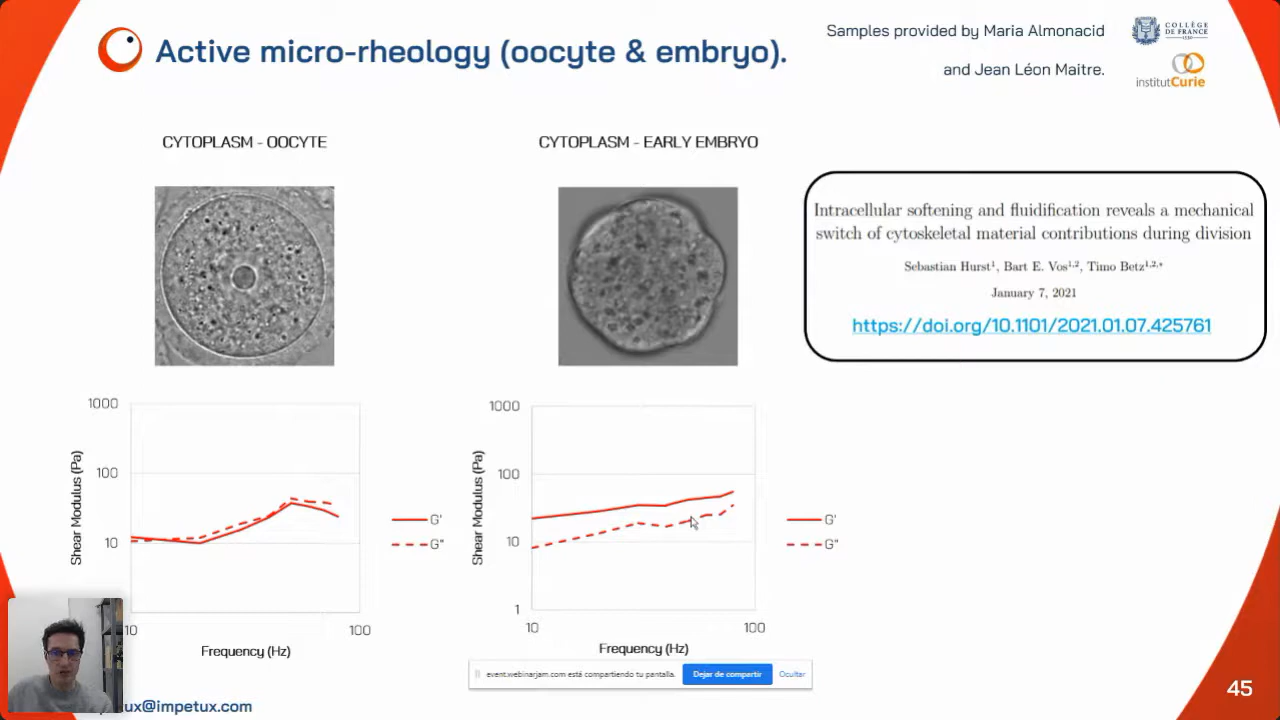 Active micro-rheology (oocyte & embryo).
Samples provided by Maria Almonacid
and Jean Léon Maitre.
COLLÈGE
DE FRANCE
1530
institutCurie
CYTOPLASM - OOCYTE
CYTOPLASM - EARLY EMBRYO
Intracellular softening and fluidification reveals a mechanical
switch of cytoskeletal material contributions during division
Sebastian Hurst¹, Bart E. Vos¹,², Timo Betz¹,²,*
January 7, 2021
https://doi.org/10.1101/2021.01.07.425761
1000
100
10
Shear Modulus (Pa)
10
100
Frequency (Hz)
G'
G"
1000
100
10
1
Shear Modulus (Pa)
10
100
Frequency (Hz)
G'
G"
event.webinarjam.com está compartiendo tu pantalla.
Dejar de compartir
Ocultar
ux@impetux.com
45